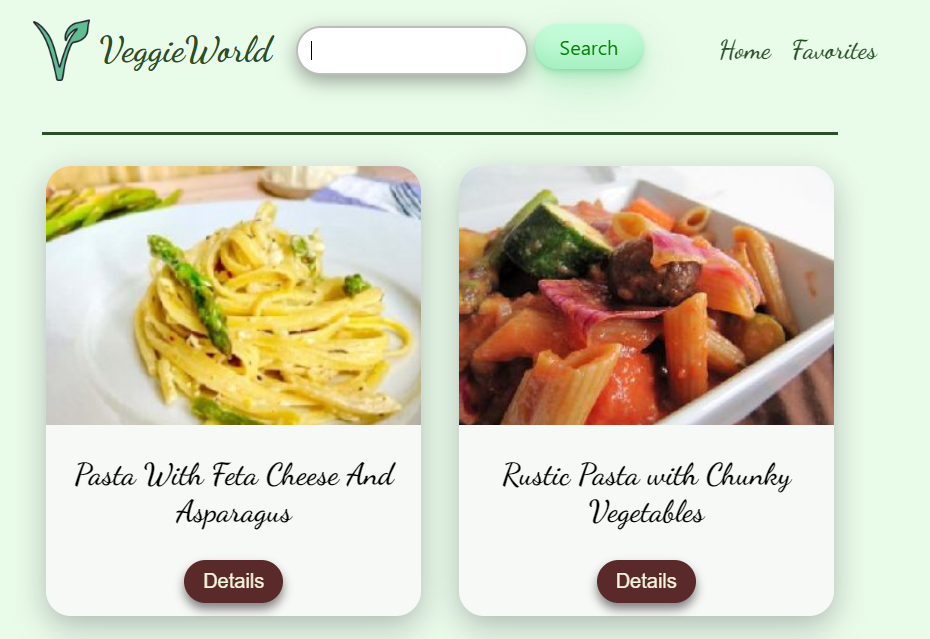 VeggieWorld
Search
Home
Favorites
Pasta With Feta Cheese And
Asparagus
Details
Rustic Pasta with Chunky
Vegetables
Details